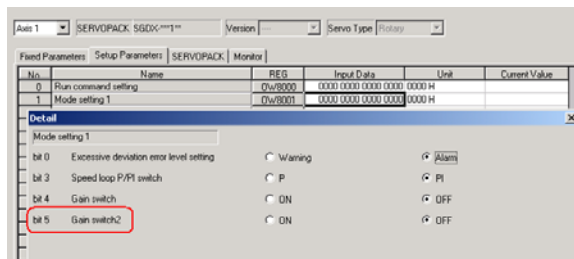 Axis 1 SERVOPACK SGDX-***1** Version --- Servo Type Rotary
Fixed Parameters Setup Parameters SERVOPACK Monitor
No. Name REG Input Data Unit Current Value
0 Run command setting OW8000 0000 0000 0000 0000 0000 H
1 Mode setting 1 OW8001 0000 0000 0000 0000 0000 H
Detail
Mode setting 1
bit 0 Excessive deviation error level setting Warning Alarm
bit 3 Speed loop P/PI switch P PI
bit 4 Gain switch ON OFF
bit 5 Gain switch2 ON OFF